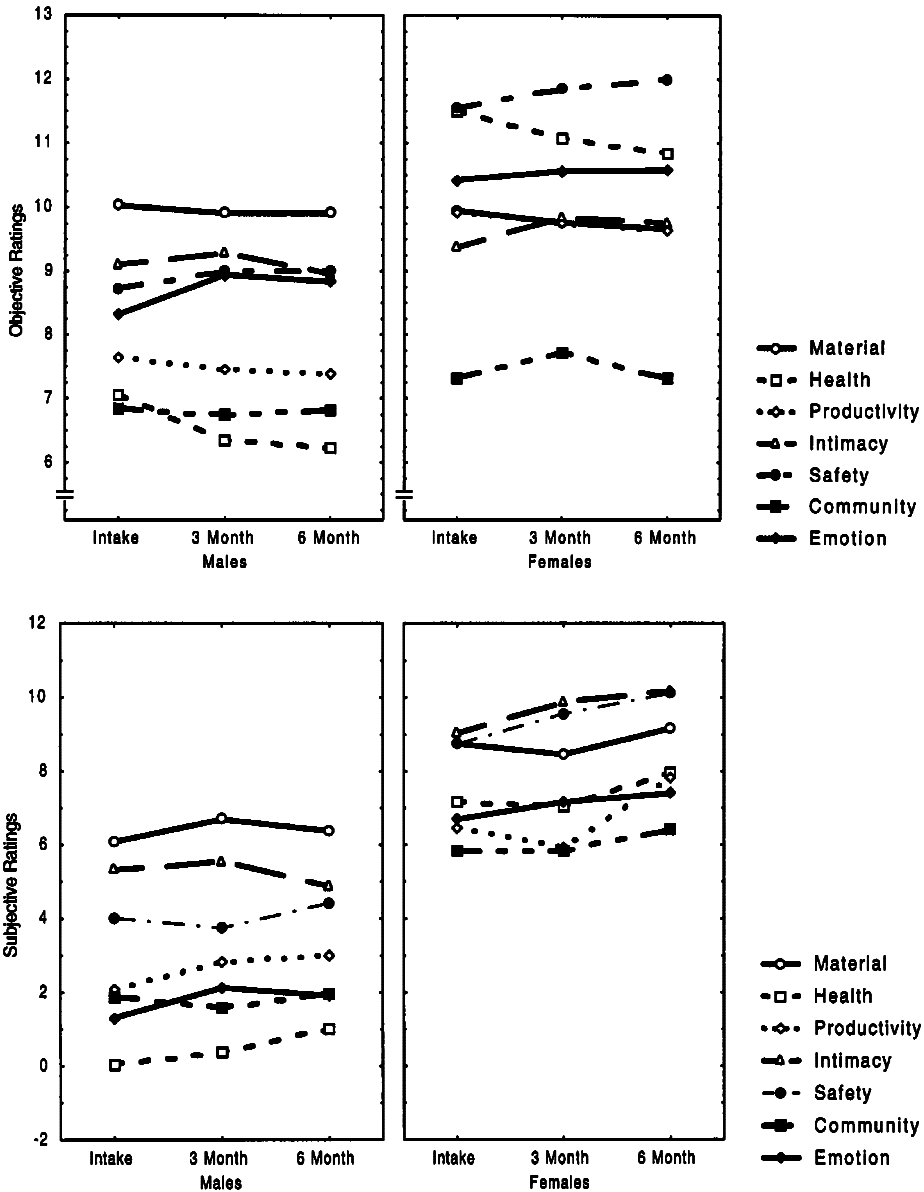 13
12
11
10
9
8
7
6
Objective Ratings
Intake 3 Month 6 Month
Males
Intake 3 Month 6 Month
Females
Material
Health
Productivity
Intimacy
Safety
Community
Emotion
12
10
8
6
4
2
0
-2
Subjective Ratings
Intake 3 Month 6 Month
Males
Intake 3 Month 6 Month
Females
Material
Health
Productivity
Intimacy
Safety
Community
Emotion